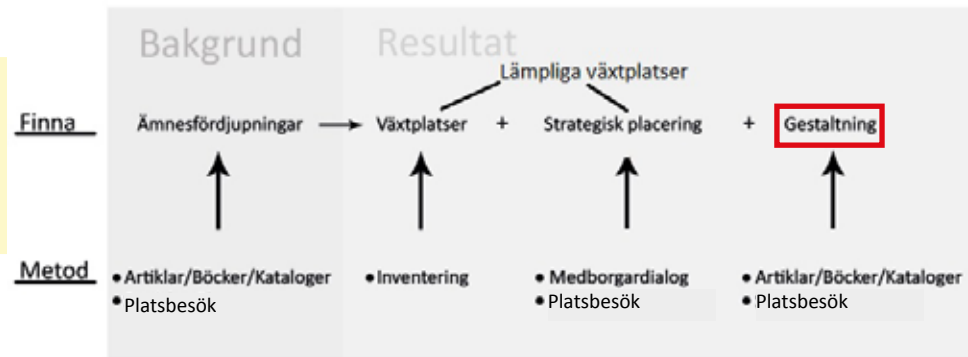 Bakgrund Resultat
Lämpliga växtplatser
Finna Ämnesfördjupningar Växtplatser + Strategisk placering + Gestaltning
Metod
• Artiklar/Böcker/Kataloger • Inventering • Medborgardialog • Artiklar/Böcker/Kataloger
• Platsbesök • Platsbesök • Platsbesök